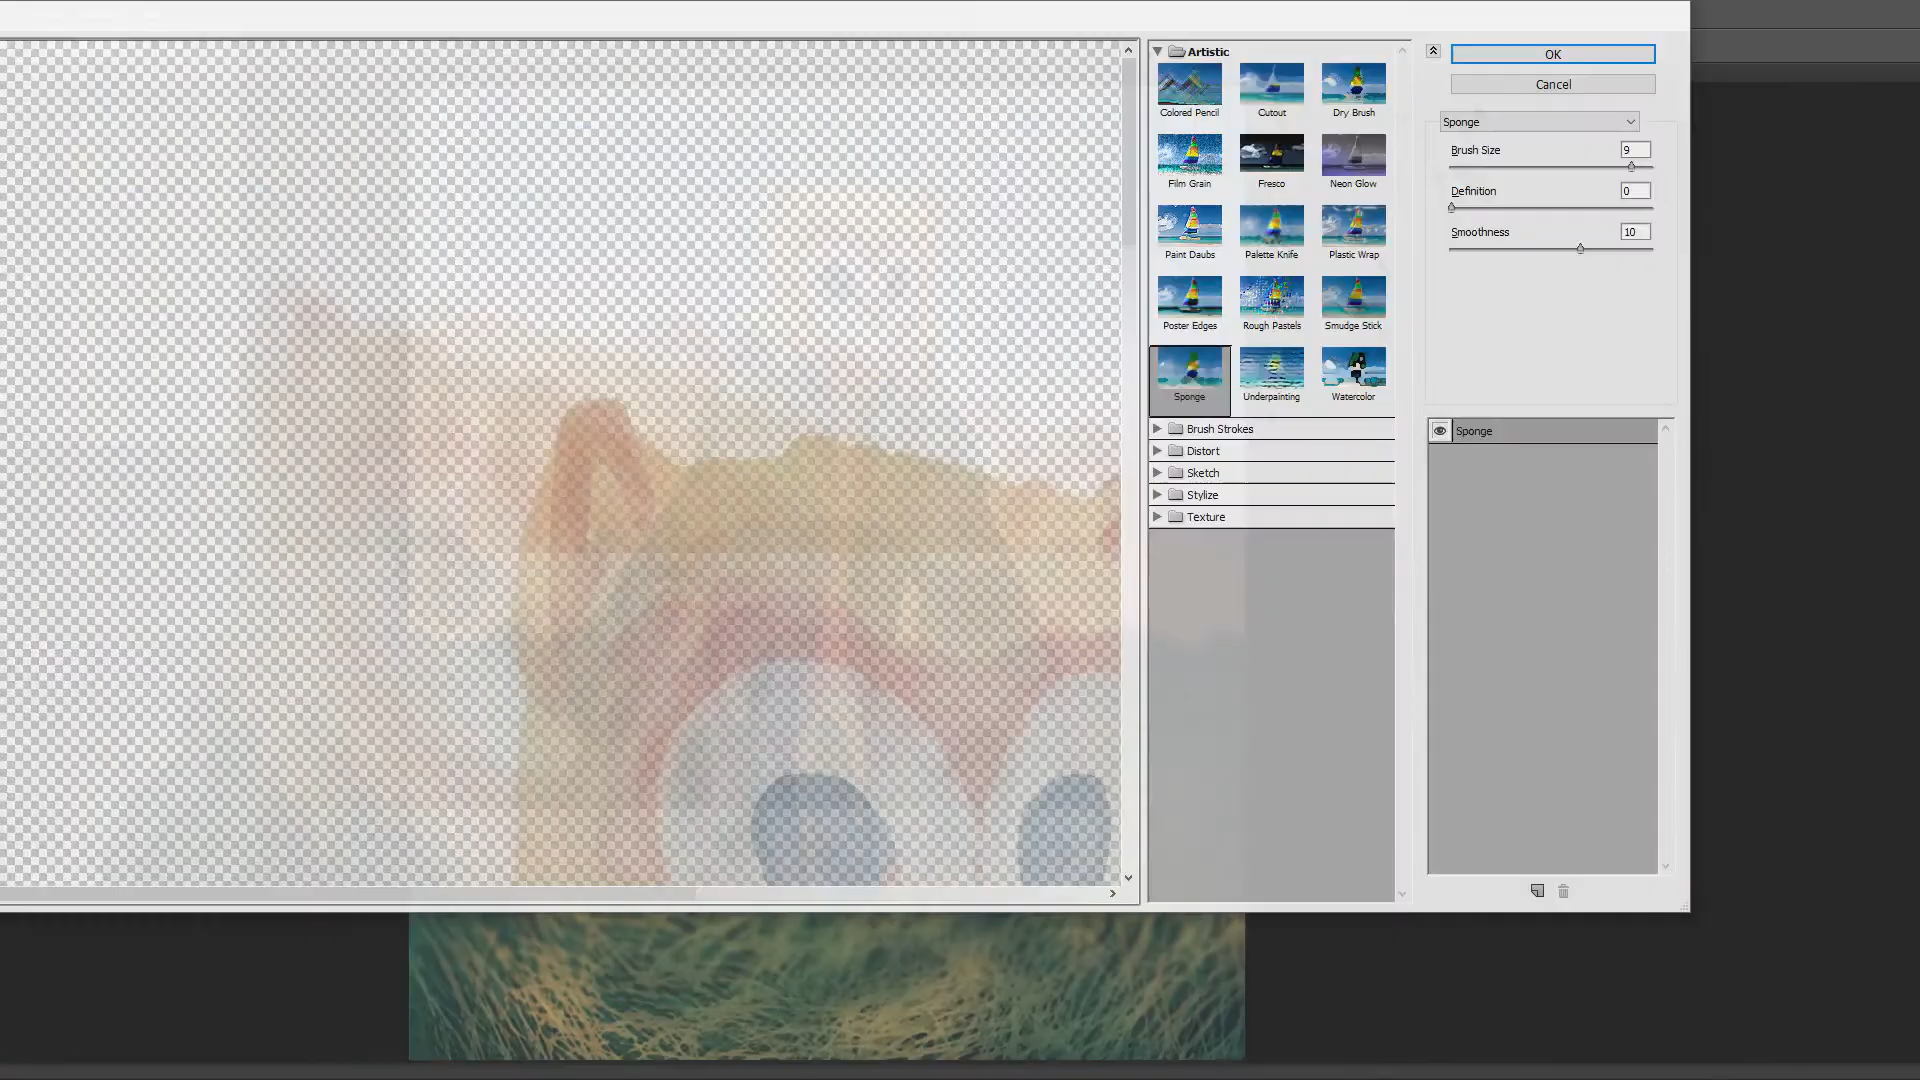 Artistic
Colored Pencil
Cutout
Dry Brush
Film Grain
Fresco
Neon Glow
Paint Daubs
Palette Knife
Plastic Wrap
Poster Edges
Rough Pastels
Smudge Stick
Sponge
Underpainting
Watercolor
Brush Strokes
Distort
Sketch
Stylize
Texture
OK
Cancel
Sponge
Brush Size 9
Definition 0
Smoothness 10
Sponge